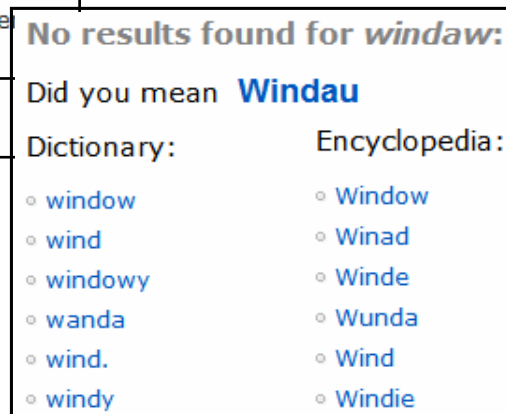 No results found for windaw:
Did you mean Windau
Dictionary:
window
wind
windowy
wanda
wind.
windy
Encyclopedia:
Window
Winad
Winde
Wunda
Wind
Windie